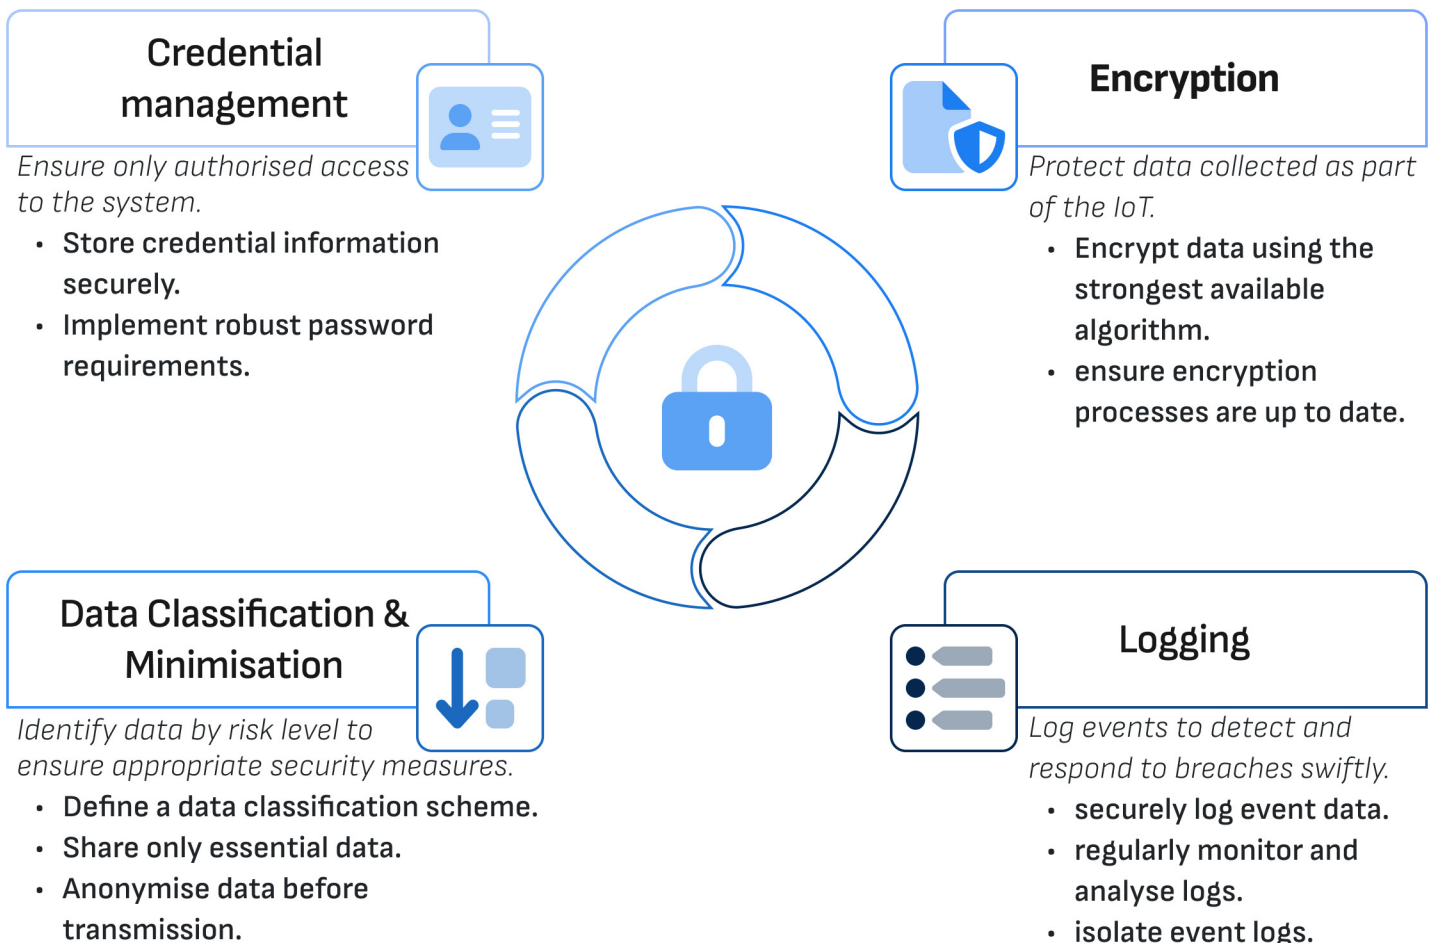 Credential
management
Ensure only authorised access
to the system.
• Store credential information
securely.
• Implement robust password
requirements.
Encryption
Protect data collected as part
of the IoT.
• Encrypt data using the
strongest available
algorithm.
• ensure encryption
processes are up to date.
Data Classification &
Minimisation
Identify data by risk level to
ensure appropriate security measures.
• Define a data classification scheme.
• Share only essential data.
• Anonymise data before
transmission.
Logging
Log events to detect and
respond to breaches swiftly.
• securely log event data.
• regularly monitor and
analyse logs.
• isolate event logs.